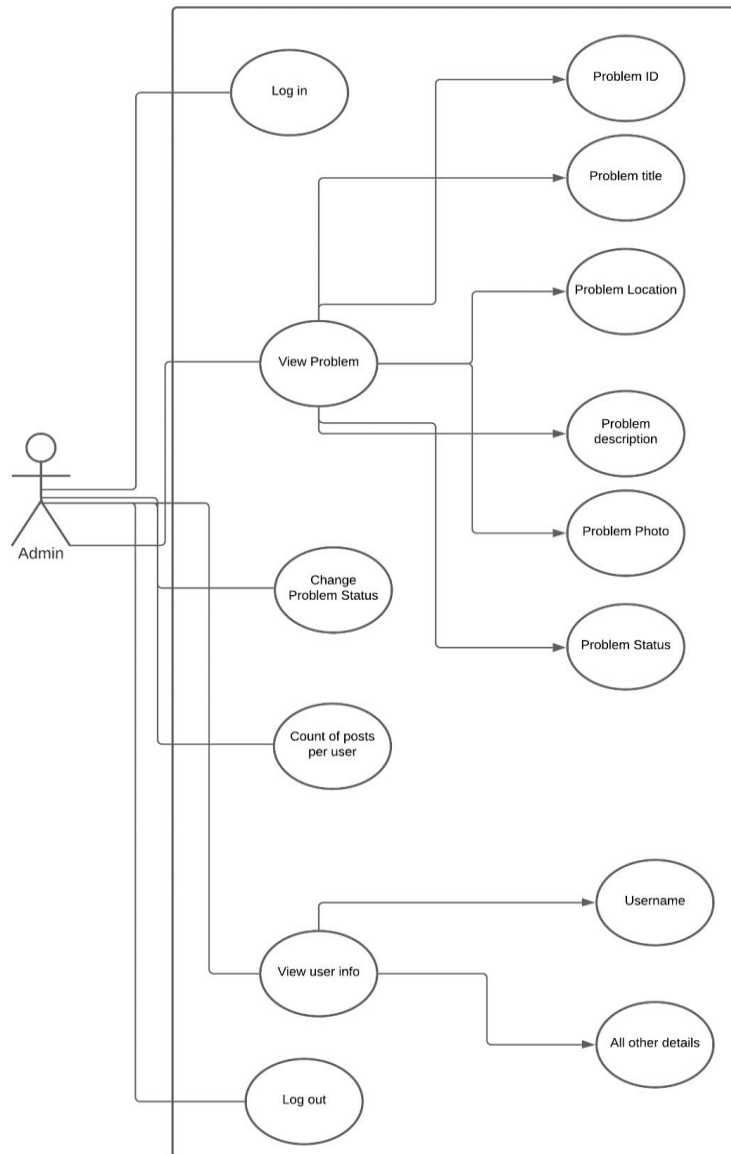 Log in
Problem ID
Problem title
Problem Location
View Problem
Problem
description
Admin
Problem Photo
Change
Problem Status
Problem Status
Count of posts
per user
Username
View user info
All other details
Log out